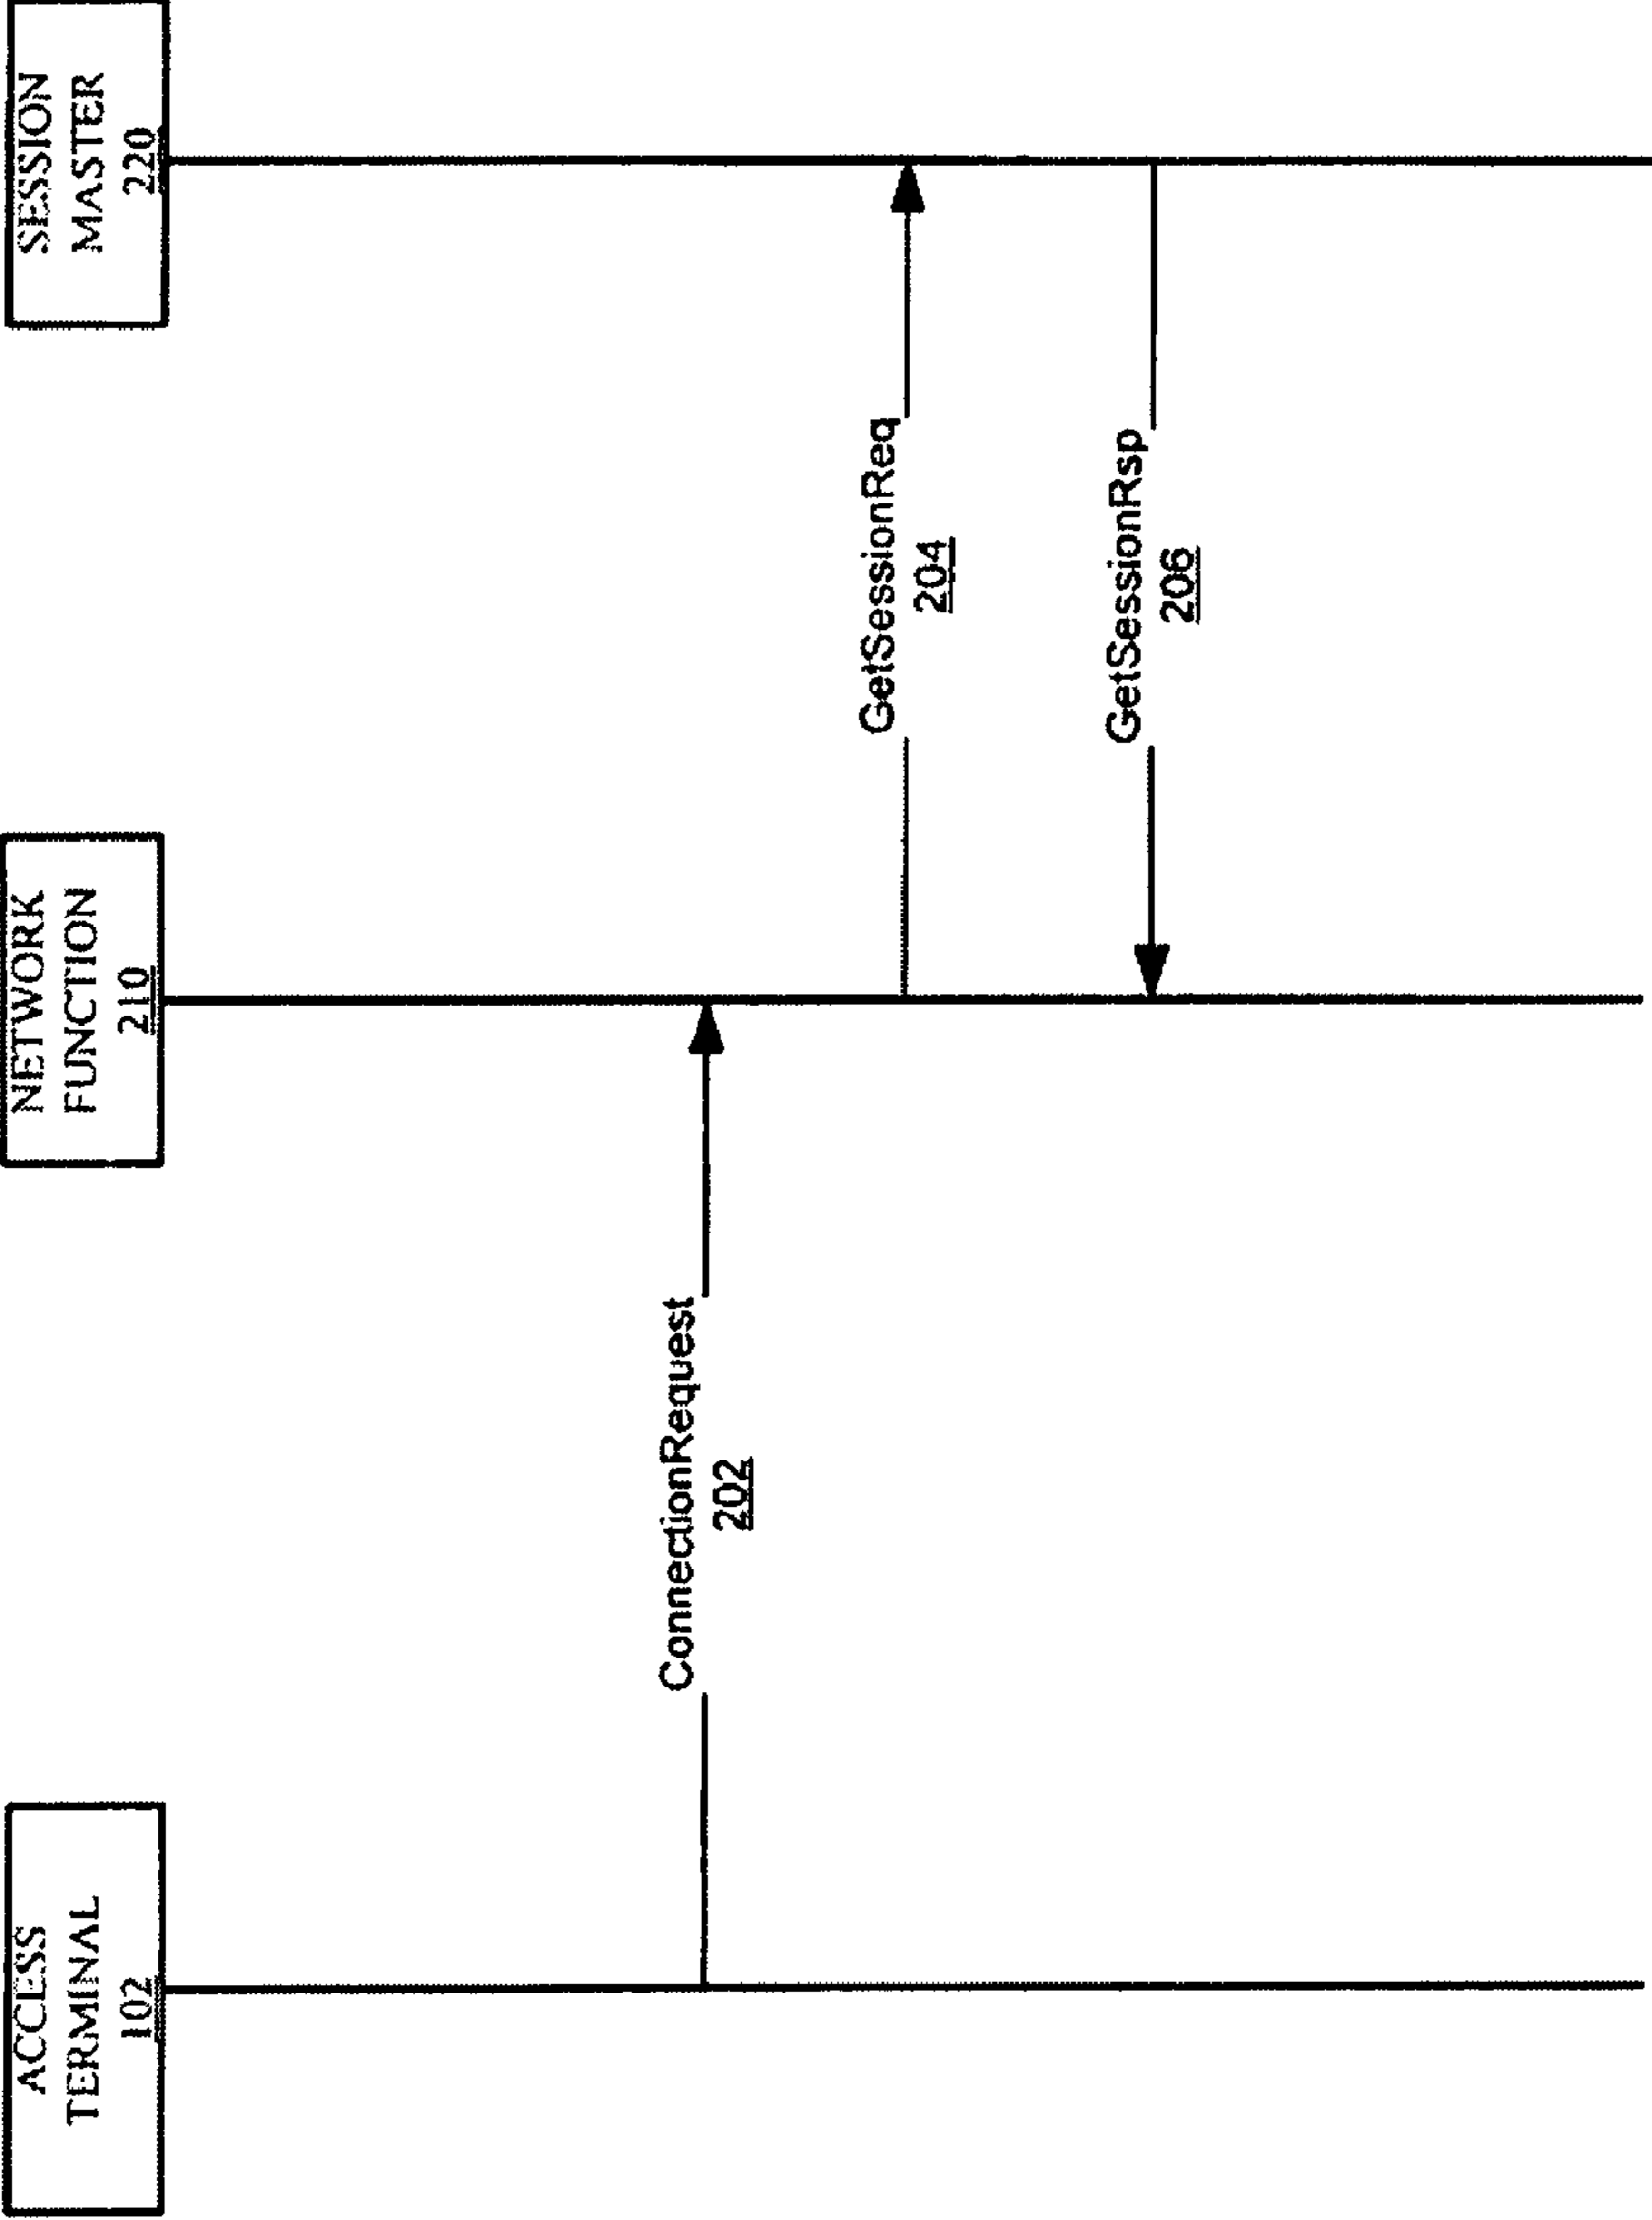 ACCESS
TERMINAL
102
NETWORK
FUNCTION
210
SESSION
MASTER
220
ConnectionRequest
202
GetSessionReq
204
GetSessionRsp
206